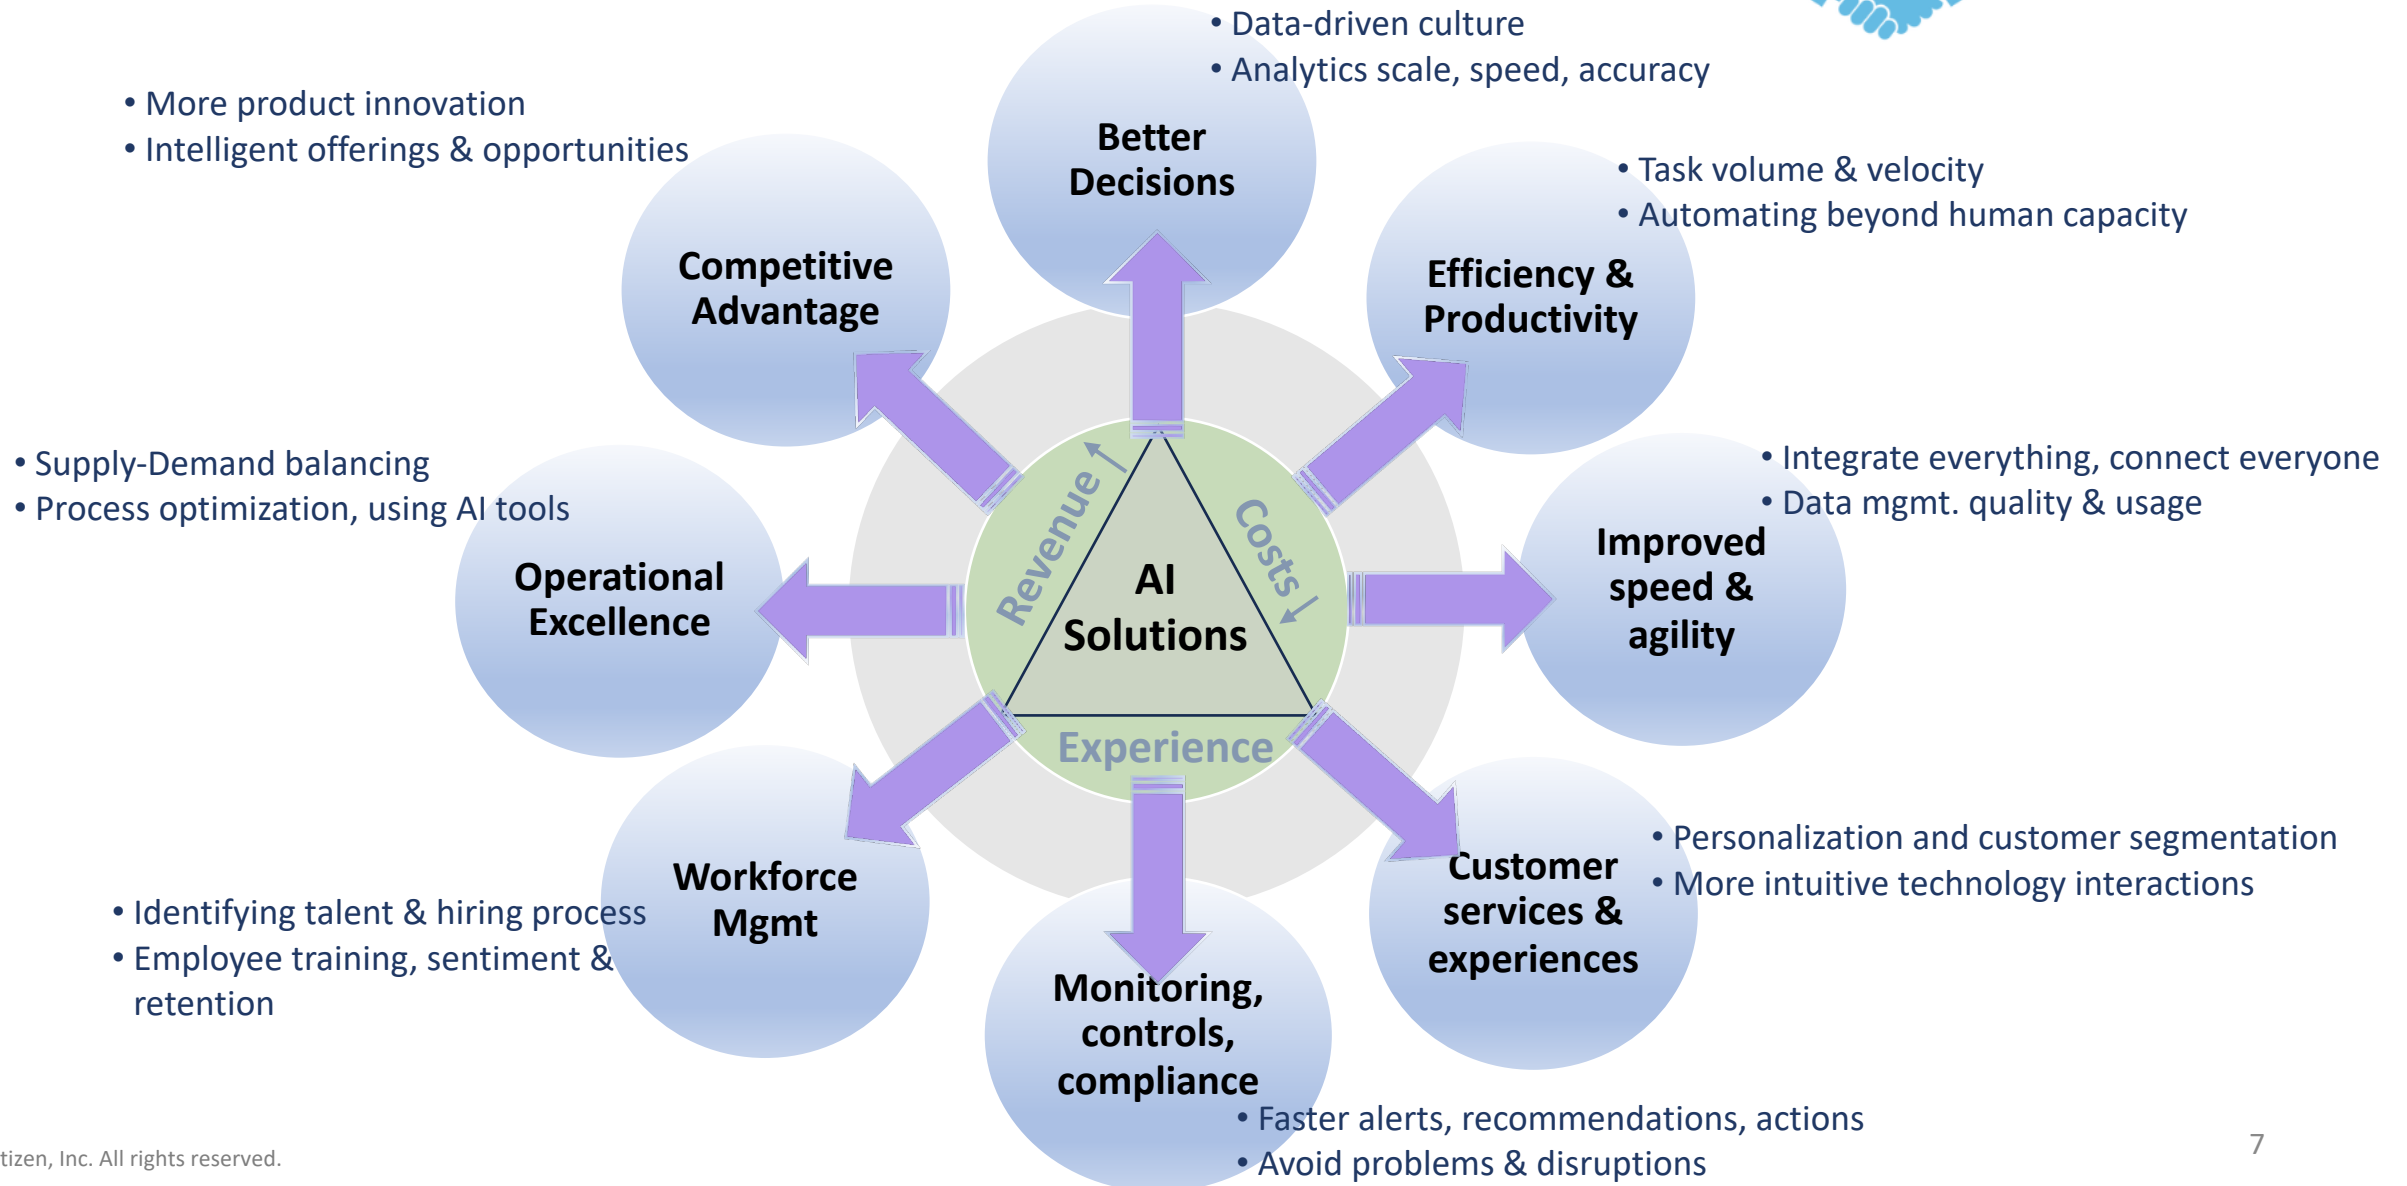 • Data-driven culture
• Analytics scale, speed, accuracy
Better
Decisions
• More product innovation
• Intelligent offerings & opportunities
Competitive
Advantage
• Task volume & velocity
• Automating beyond human capacity
Efficiency &
Productivity
• Supply-Demand balancing
• Process optimization, using AI tools
Operational
Excellence
• Integrate everything, connect everyone
• Data mgmt. quality & usage
Improved
speed &
agility
Revenue
Costs
AI
Solutions
Experience
Workforce
Mgmt
• Identifying talent & hiring process
• Employee training, sentiment &
retention
• Personalization and customer segmentation
• More intuitive technology interactions
Customer
services &
experiences
Monitoring,
controls,
compliance
• Faster alerts, recommendations, actions
• Avoid problems & disruptions
tizen, Inc. All rights reserved.
7